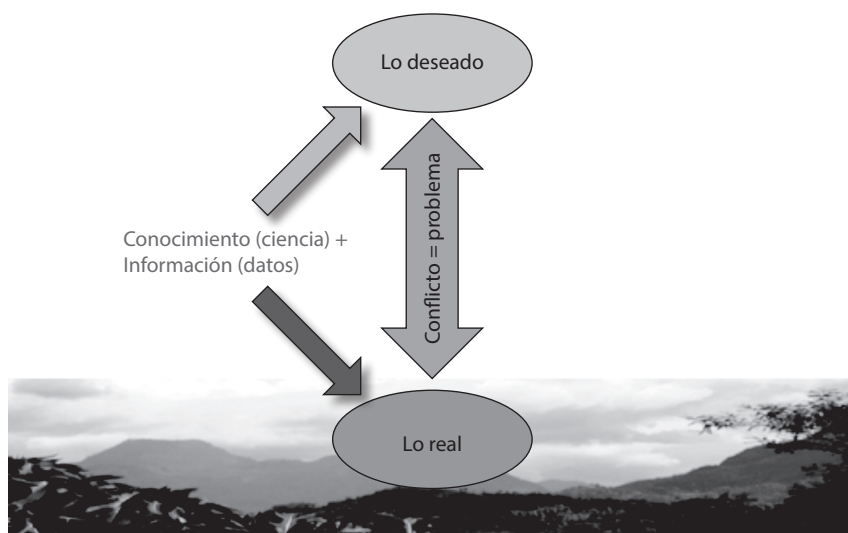 Lo deseado
Conflicto = problema
Conocimiento (ciencia) +
Información (datos)
Lo real